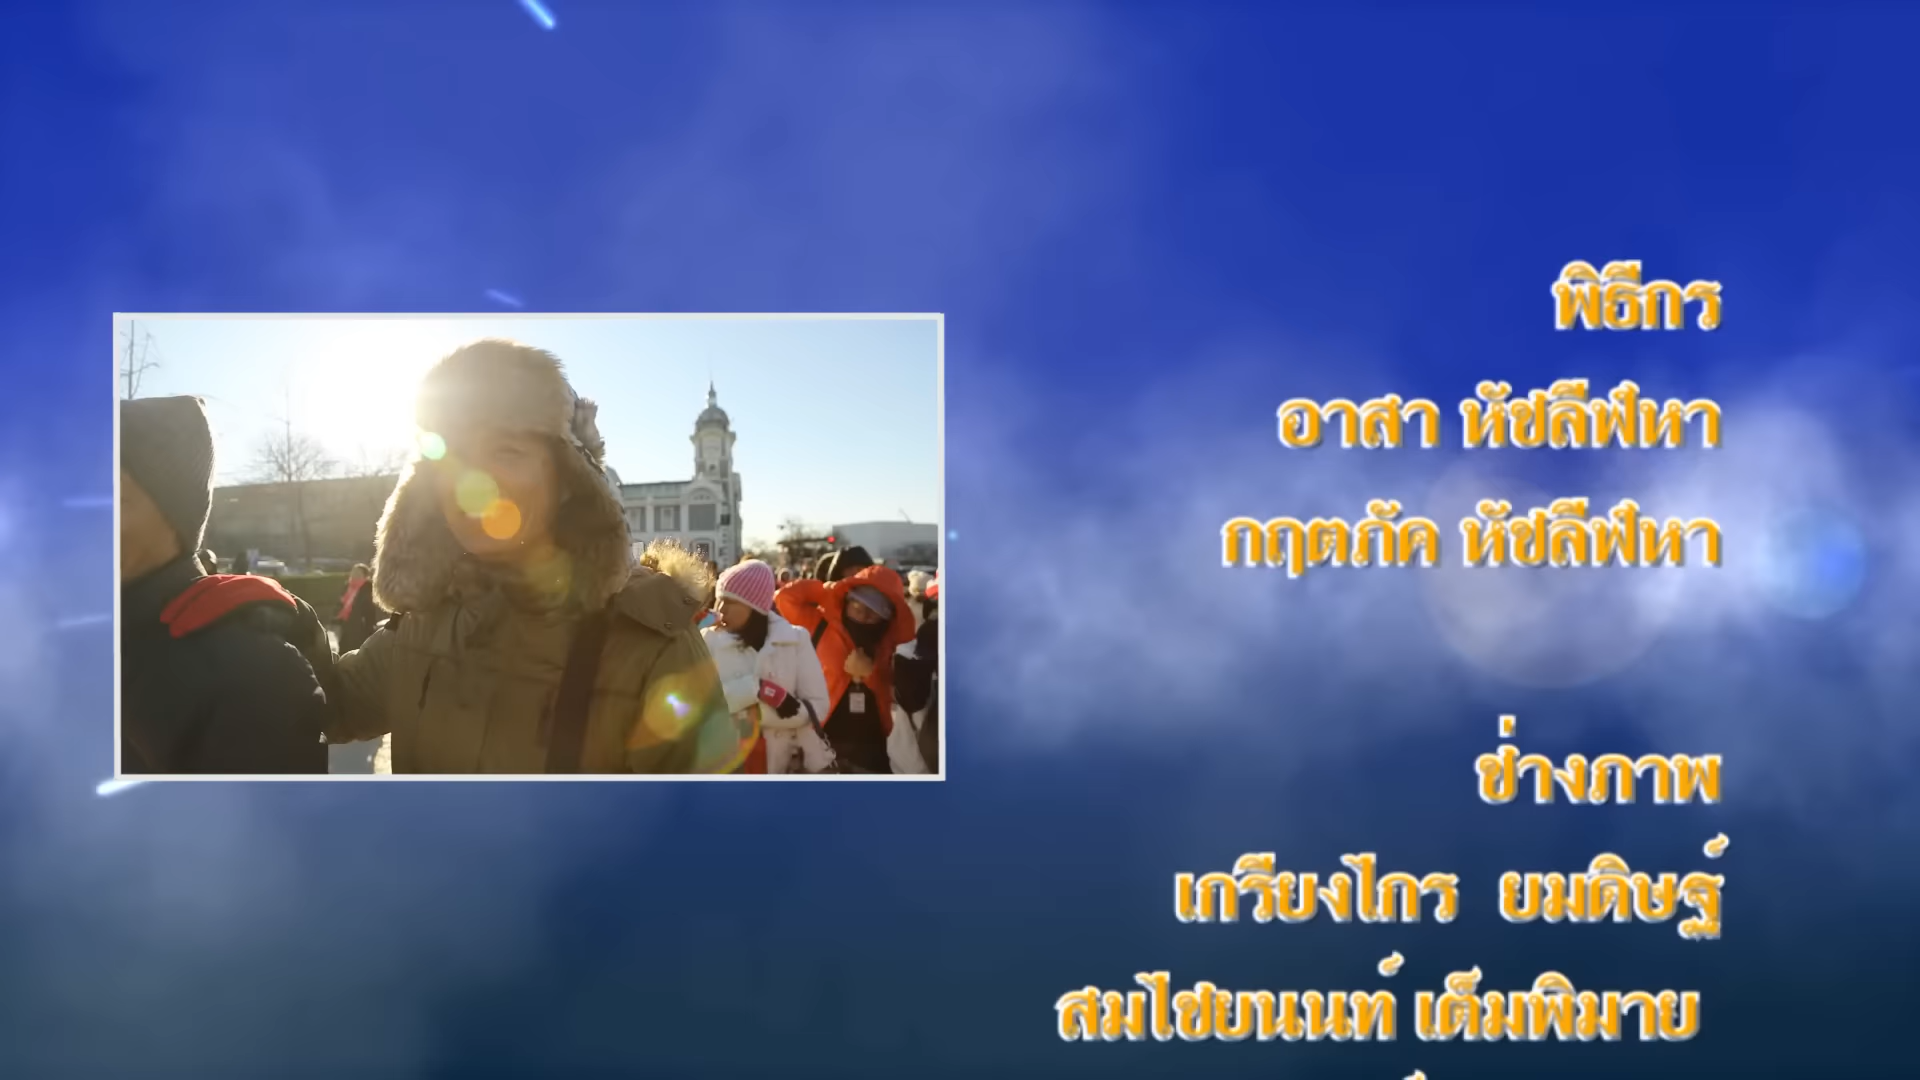 พิธีกร
อาสา หัชลีฟ้หา
กฤตภัค หัชลีฟ้หา
ช่างภาพ
เกรียงไกร ยมดิษฐ์
สมไชยนนท์ เต็มพิมาย